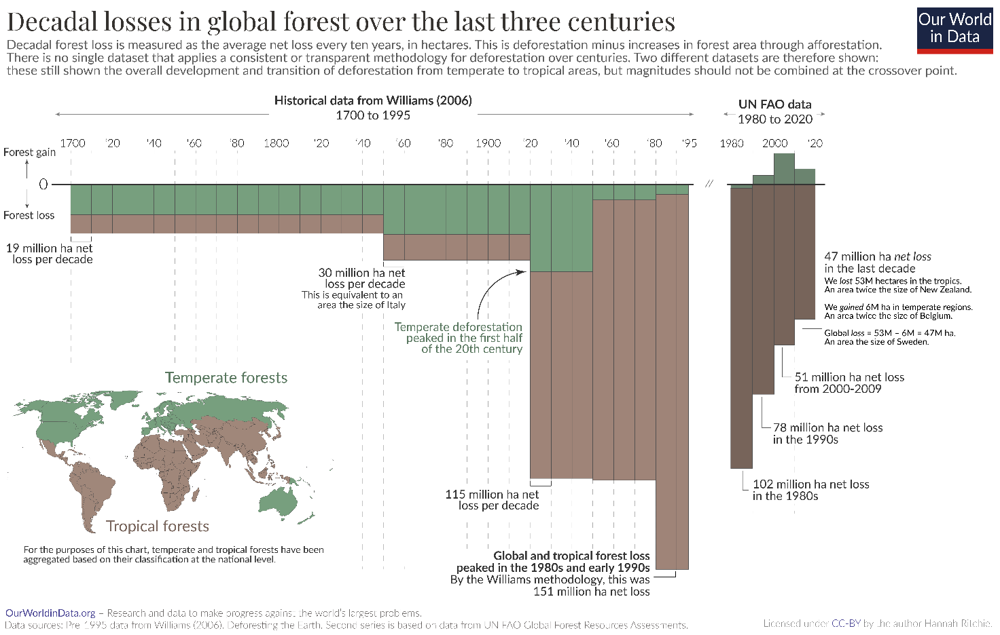 Decadal losses in global forest over the last three centuries
Our World
in Data
Decadal forest loss is measured as the average net loss every ten years, in hectares. This is deforestation minus increases in forest area through afforestation.
There is no single dataset that applies a consistent or transparent methodology for deforestation over centuries. Two different datasets are therefore shown:
these still shown the overall development and transition of deforestation from temperate to tropical areas, but magnitudes should not be combined at the crossover point.
Historical data from Williams (2006)
1700 to 1995
UN FAO data
1980 to 2020
1700 '20 '40 '60 '80 1800 '20 '40 '60 '80 1900 '20 '40 '60 '80 '95 1980 2000 '20
Forest gain
0
//
Forest loss
19 million ha net
loss per decade
30 million ha net
loss per decade
This is equivalent to an
area the size of Italy
Temperate deforestation
peaked in the first half
of the 20th century
47 million ha net loss
in the last decade
We lost 53M hectares in the tropics.
An area twice the size of New Zealand.
We gained 6M ha in temperate regions.
An area twice the size of Belgium.
Global loss = 53M – 6M = 47M ha.
An area the size of Sweden.
51 million ha net loss
from 2000-2009
78 million ha net loss
in the 1990s
102 million ha net loss
in the 1980s
115 million ha net
loss per decade
Temperate forests
Tropical forests
For the purposes of this chart, temperate and tropical forests have been
aggregated based on their classification at the national level.
Global and tropical forest loss
peaked in the 1980s and early 1990s
By the Williams methodology, this was
151 million ha net loss
OurWorldinData.org – Research and data to make progress against the world's largest problems.
Data sources: Pre-1995 data from Williams (2006). Deforesting the Earth. Second series is based on data from UN FAO Global Forest Resources Assessments.
Licensed under CC-BY by the author Hannah Ritchie.